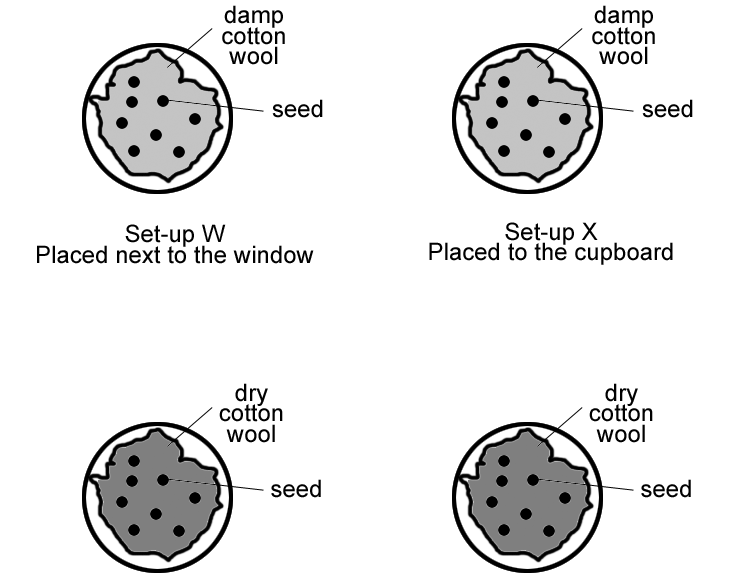 damp
cotton
wool
seed
damp
cotton
wool
seed
Set-up W
Placed next to the window
Set-up X
Placed to the cupboard
dry
cotton
wool
seed
dry
cotton
wool
seed